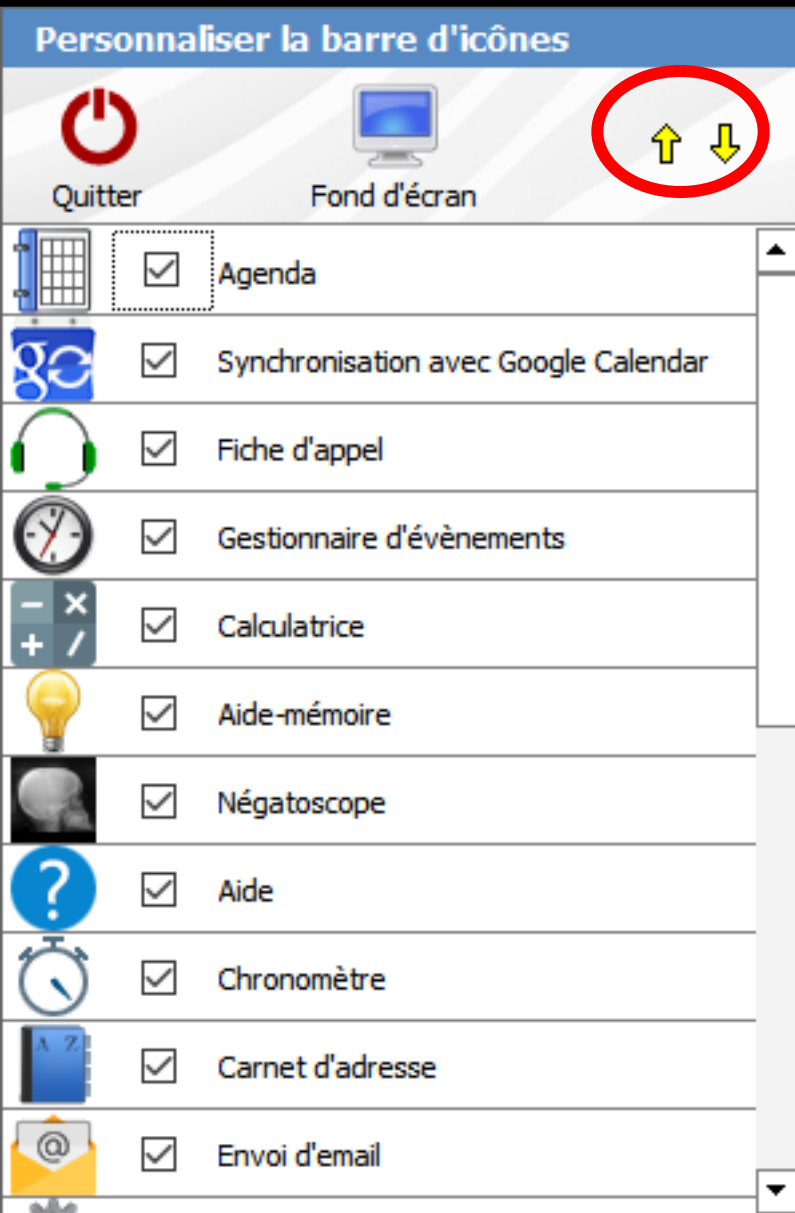 Personnaliser la barre d'icônes
Quitter
Fond d'écran
Agenda
g
Synchronisation avec Google Calendar
Fiche d'appel
Gestionnaire d'évènements
− ×
+ /
Calculatrice
Aide-mémoire
Négatoscope
?
Aide
Chronomètre
A Z
Carnet d'adresse
@
Envoi d'email